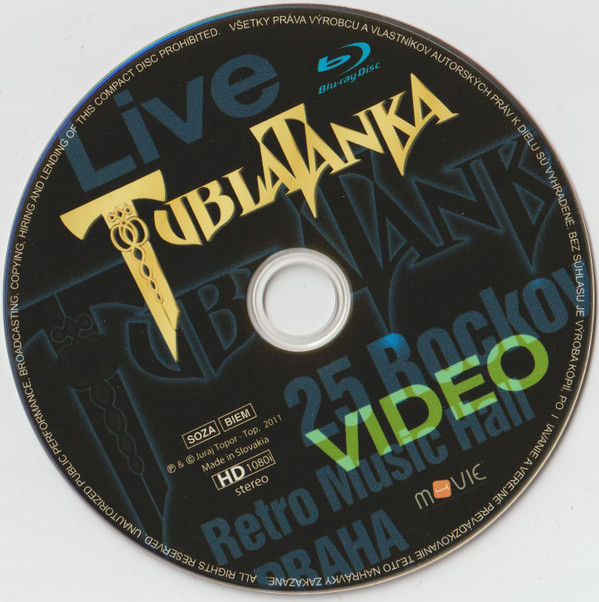 Live
Blu-ray Disc
TUBLATANKA
TUBLATANK
25 Rockov
VIDEO
Retro Music Hall
PRAHA
SOZA BIEM
℗ & © Juraj Topor - Top, 2011
Made in Slovakia
HD 1080i
stereo
MOVIE
ALL RIGHTS RESERVED. UNAUTHORIZED PUBLIC PERFORMANCE, BROADCASTING, COPYING, HIRING AND LENDING OF THIS COMPACT DISC PROHIBITED. VŠETKY PRÁVA VÝROBCU A VLASTNÍKOV AUTORSKÝCH PRÁV K DIELU SÚ VYHRADENÉ. BEZ SÚHLASU JE VÝROBA KÓPIÍ, A VEREJNÉ PREVÁDZKOVANIE TEJTO NAHRÁVKY ZAKÁZANÉ.